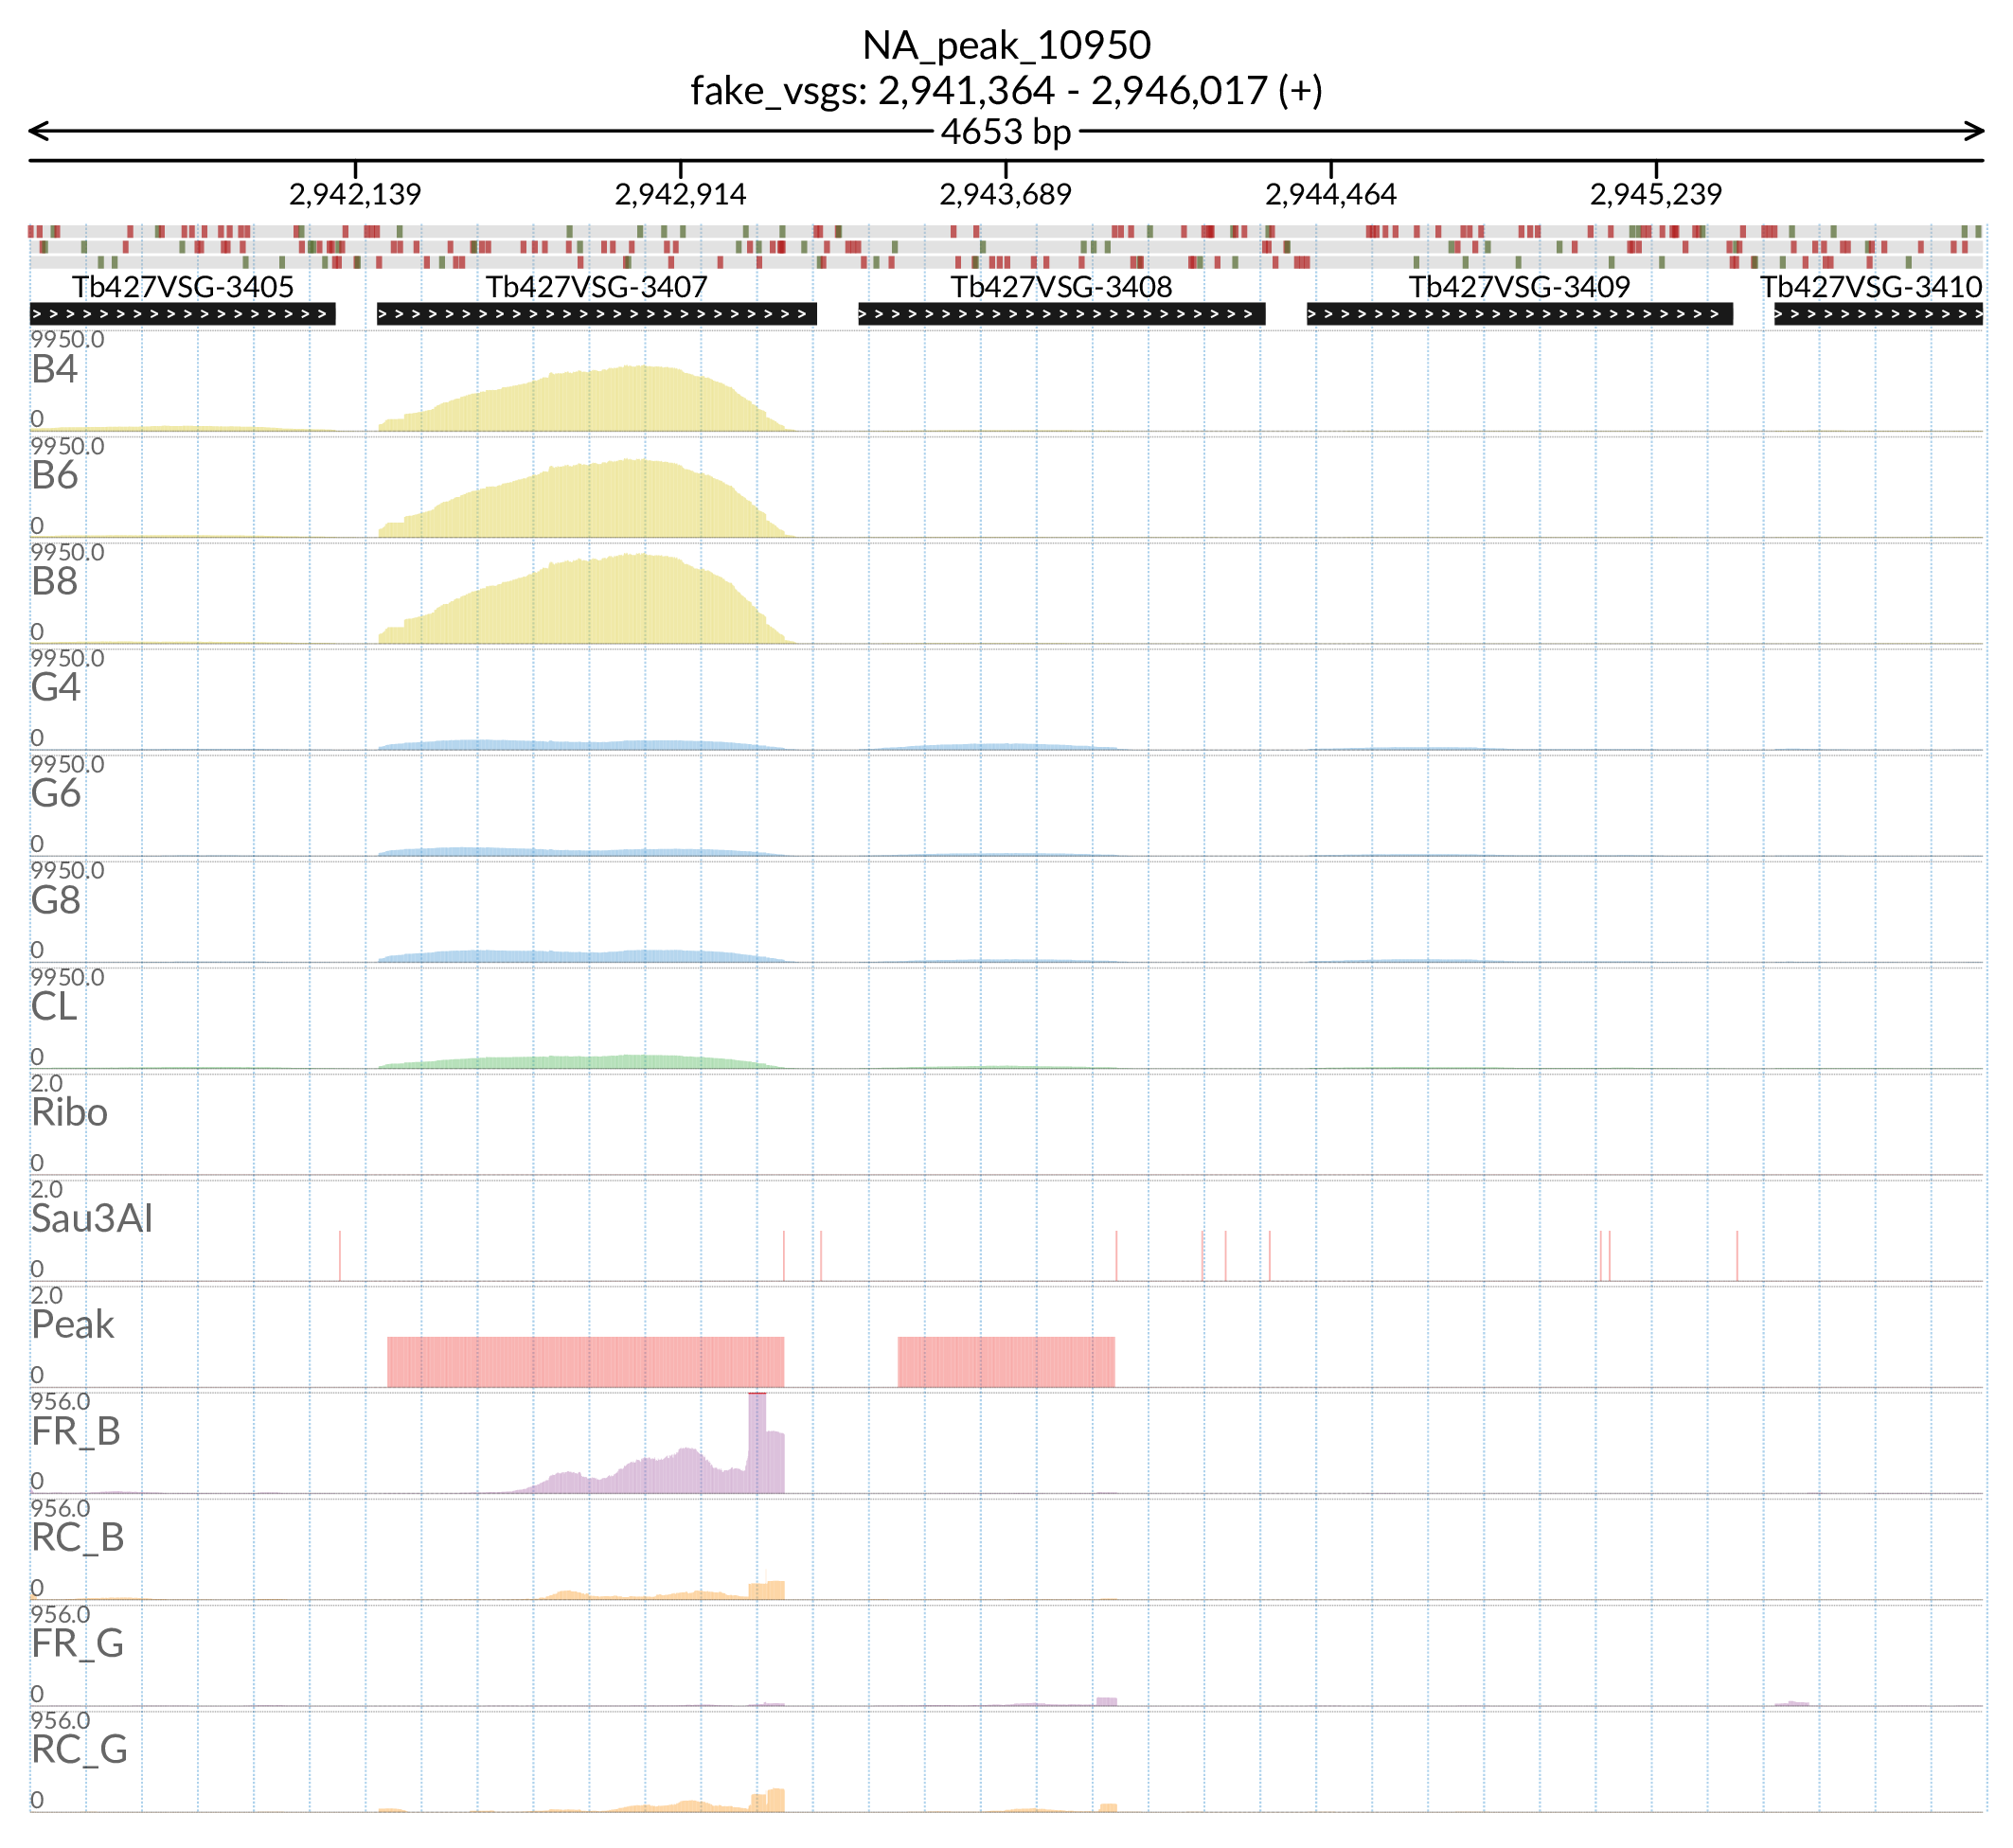 NA_peak_10950
fake_vsgs: 2,941,364 - 2,946,017 (+)
4653 bp
2,942,139 2,942,914 2,943,689 2,944,464 2,945,239
Tb427VSG-3405 Tb427VSG-3407 Tb427VSG-3408 Tb427VSG-3409 Tb427VSG-3410
9950.0
B4
0
9950.0
B6
0
9950.0
B8
0
9950.0
G4
0
9950.0
G6
0
9950.0
G8
0
9950.0
CL
0
2.0
Ribo
0
2.0
Sau3AI
0
2.0
Peak
0
956.0
FR_B
0
956.0
RC_B
0
956.0
FR_G
0
956.0
RC_G
0